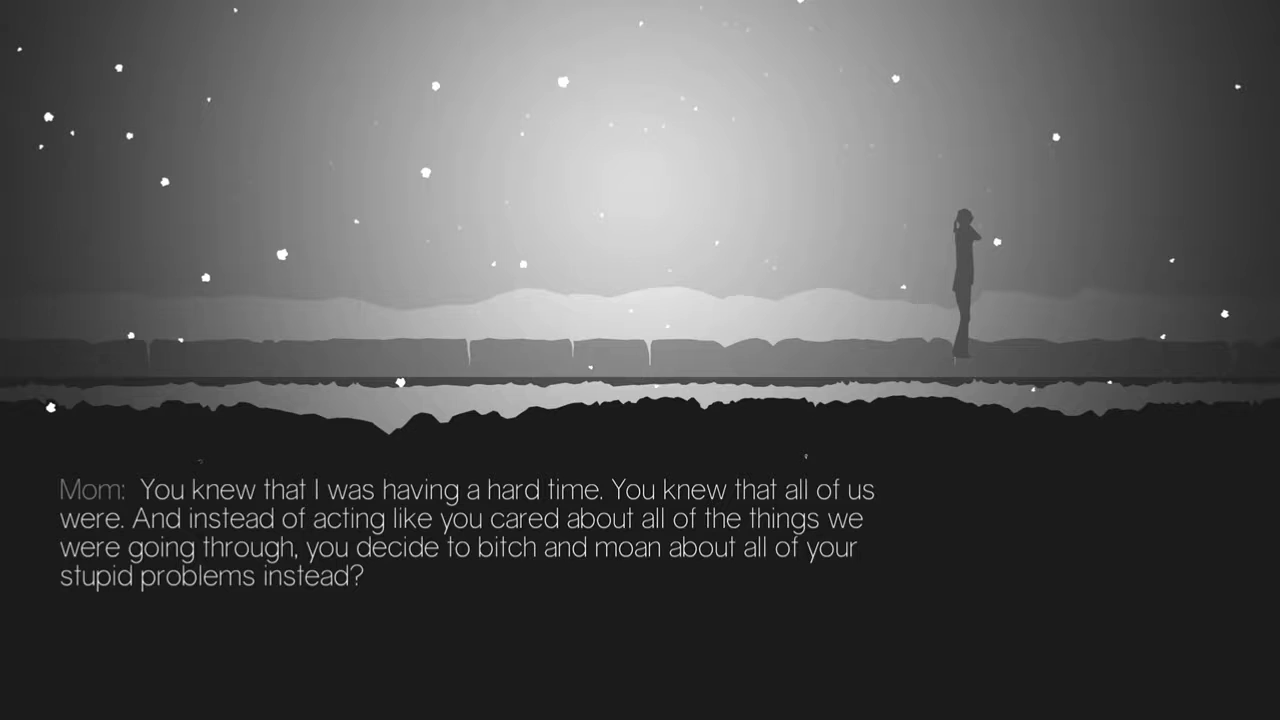 Mom: You knew that I was having a hard time. You knew that all of us
were. And instead of acting like you cared about all of the things we
were going through, you decide to bitch and moan about all of your
stupid problems instead?